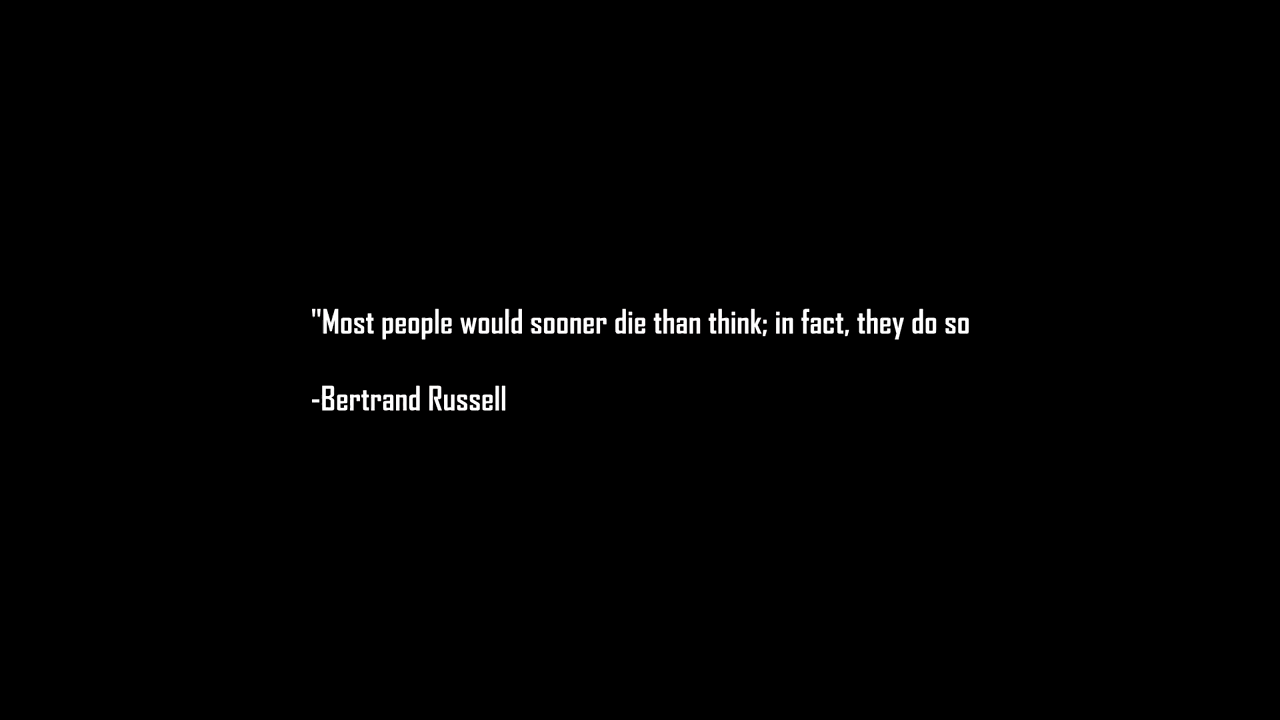 "Most people would sooner die than think; in fact, they do so
-Bertrand Russell